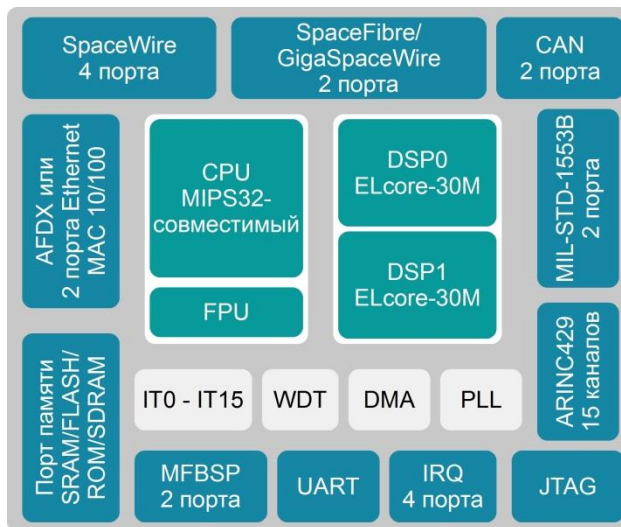 SpaceWire
4 порта
SpaceFibre/
GigaSpaceWire
2 порта
CAN
2 порта
AFDX или
2 порта Ethernet
MAC 10/100
CPU
MIPS32-
совместимый
FPU
DSP0
ELcore-30M
DSP1
ELcore-30M
MIL-STD-1553B
2 порта
Порт памяти
SRAM/FLASH/
ROM/SDRAM
IT0 - IT15
WDT
DMA
PLL
ARINC429
15 каналов
MFBSP
2 порта
UART
IRQ
4 порта
JTAG